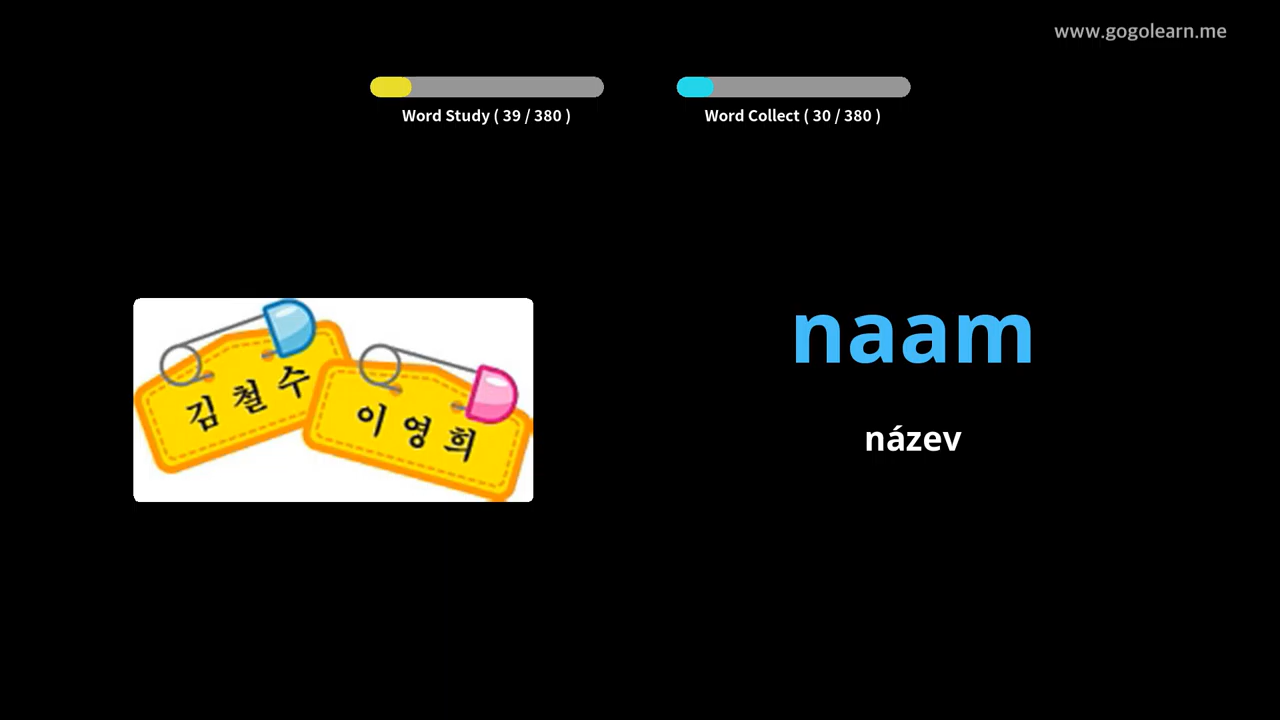 www.gogolearn.me
Word Study ( 39 / 380 )
Word Collect ( 30 / 380 )
김철수
이영희
naam
název